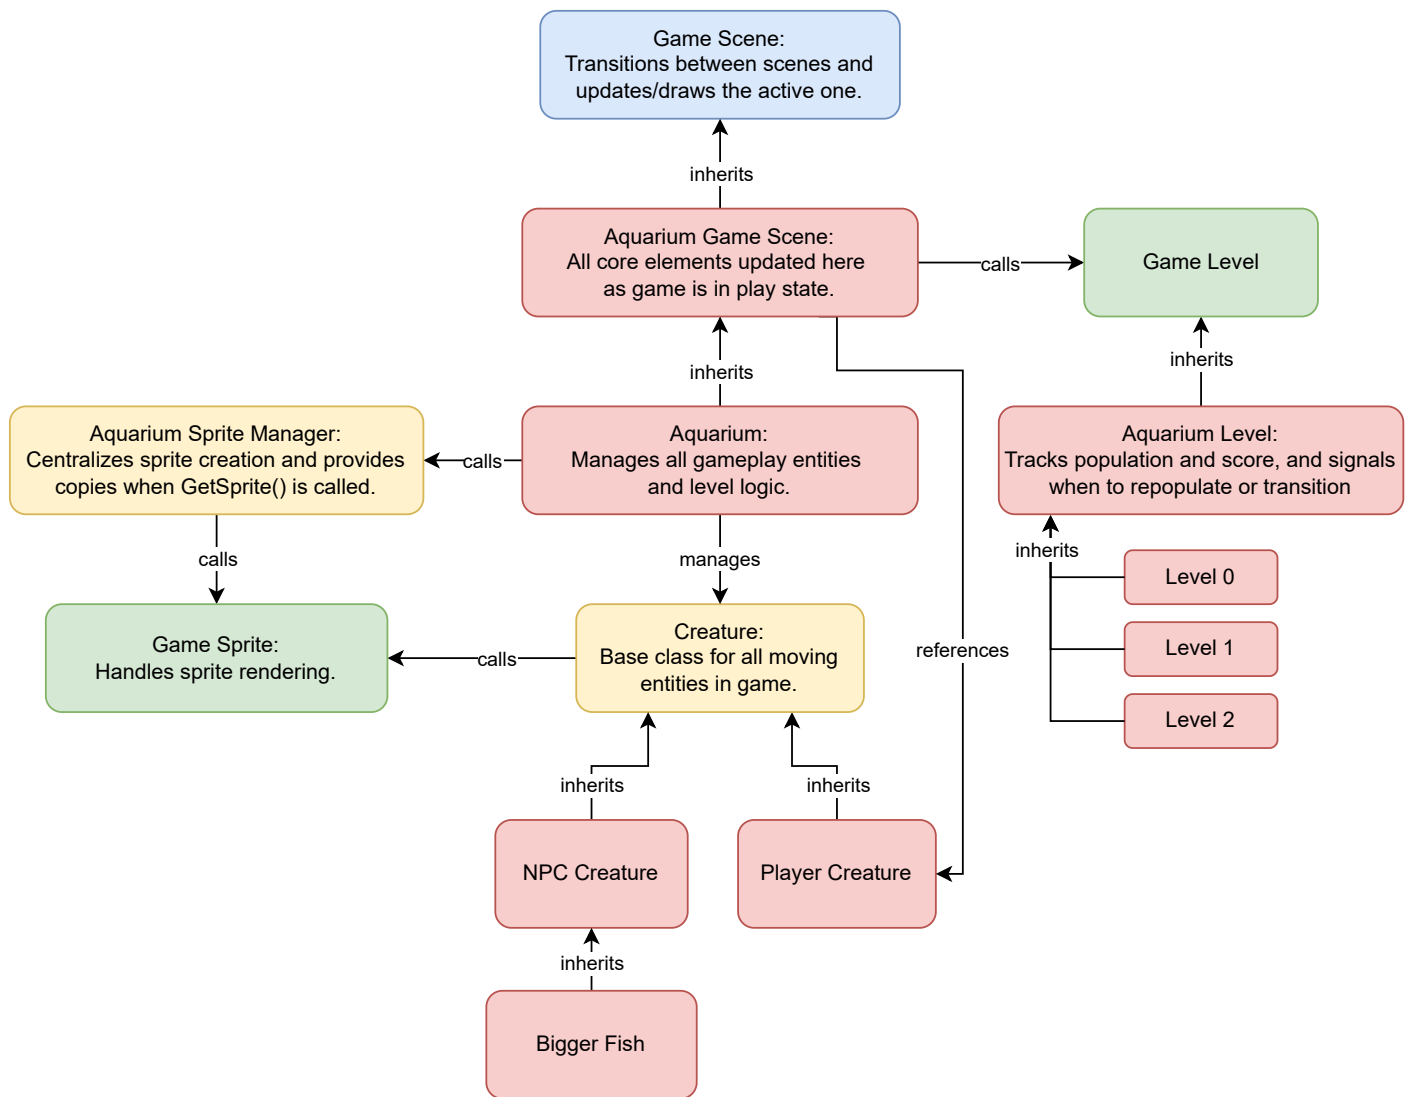 Game Scene:
Transitions between scenes and
updates/draws the active one.
inherits
Aquarium Game Scene:
All core elements updated here
as game is in play state.
calls
Game Level
inherits
inherits
Aquarium Sprite Manager:
Centralizes sprite creation and provides
copies when GetSprite() is called.
calls
Aquarium:
Manages all gameplay entities
and level logic.
Aquarium Level:
Tracks population and score, and signals
when to repopulate or transition
calls
manages
inherits
Level 0
Level 1
Level 2
Game Sprite:
Handles sprite rendering.
calls
Creature:
Base class for all moving
entities in game.
references
inherits
inherits
NPC Creature
Player Creature
inherits
Bigger Fish